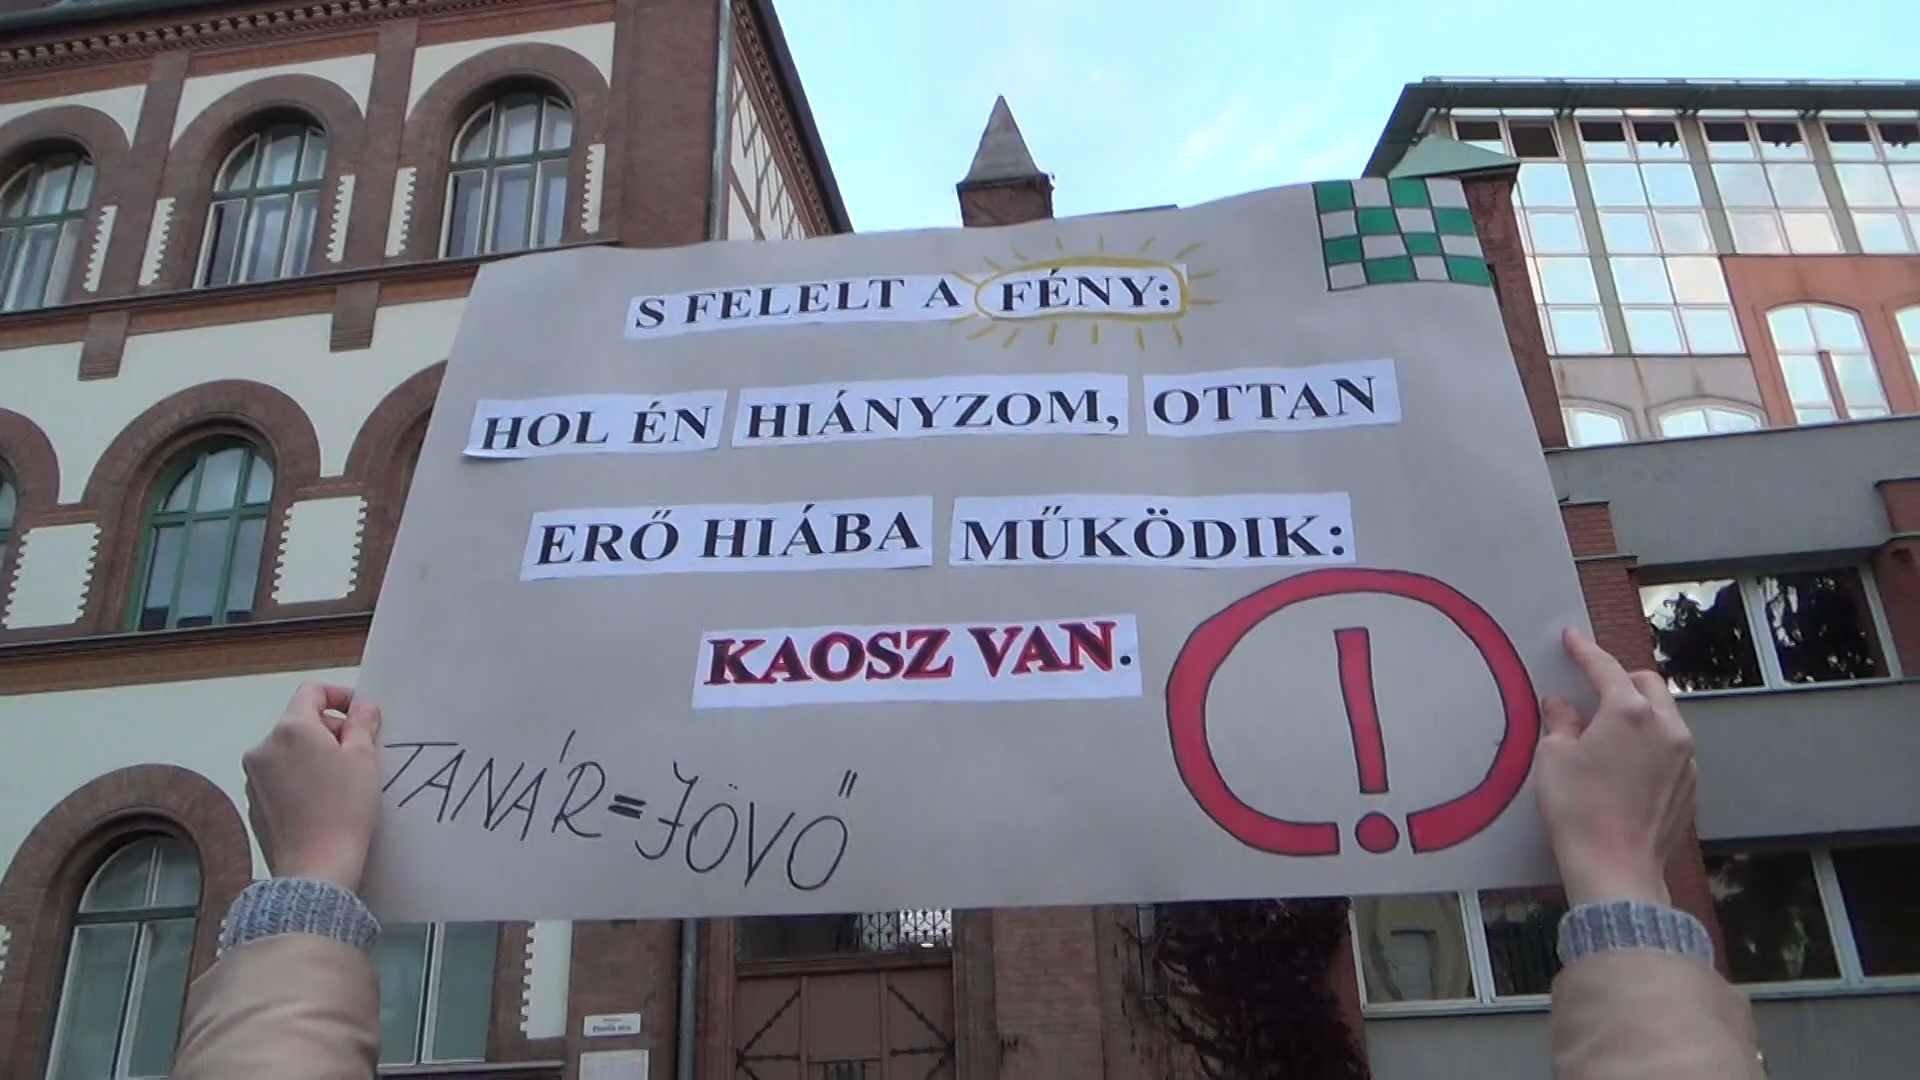 S FELELT A FÉNY:
HOL ÉN HIÁNYZOM, OTTAN
ERŐ HIÁBA MŰKÖDIK:
KAOSZ VAN.
!
TANÁR=JÖVŐ